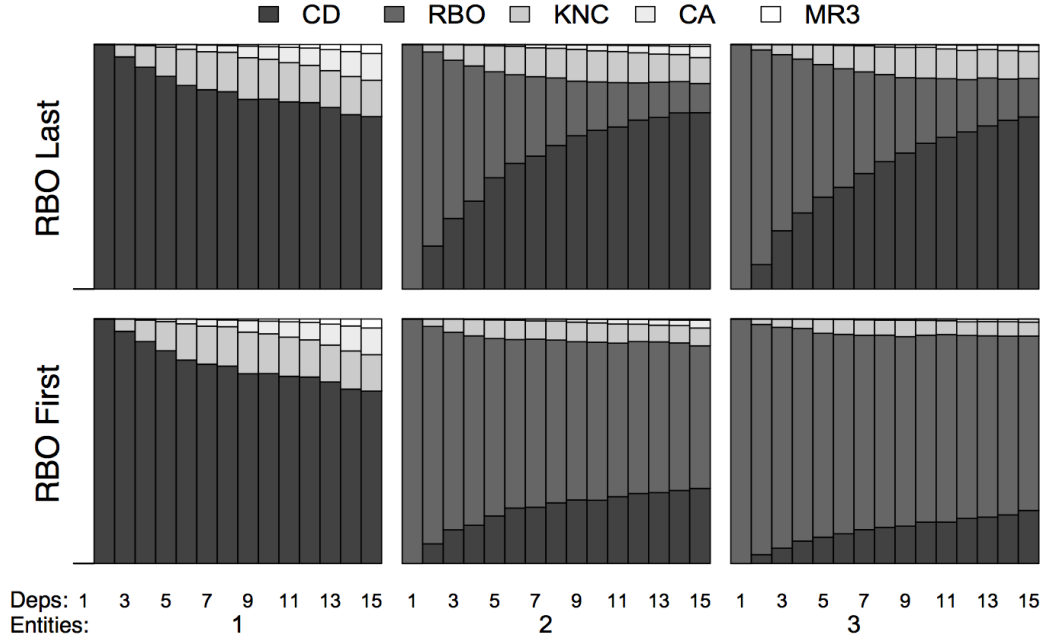 CD RBO KNC CA MR3
RBO Last
RBO First
Deps: 1 3 5 7 9 11 13 15 1 3 5 7 9 11 13 15 1 3 5 7 9 11 13 15
Entities: 1 2 3